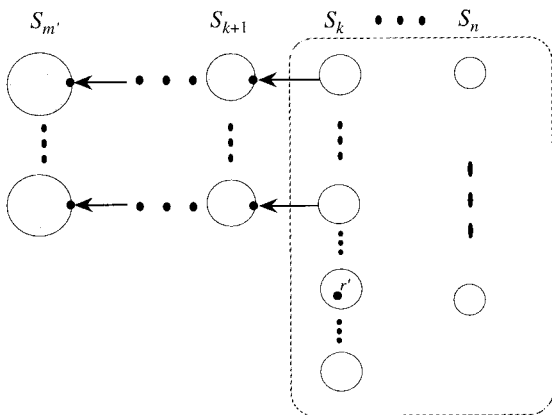 S_{m'} S_{k+1} S_k • • • S_n
r'